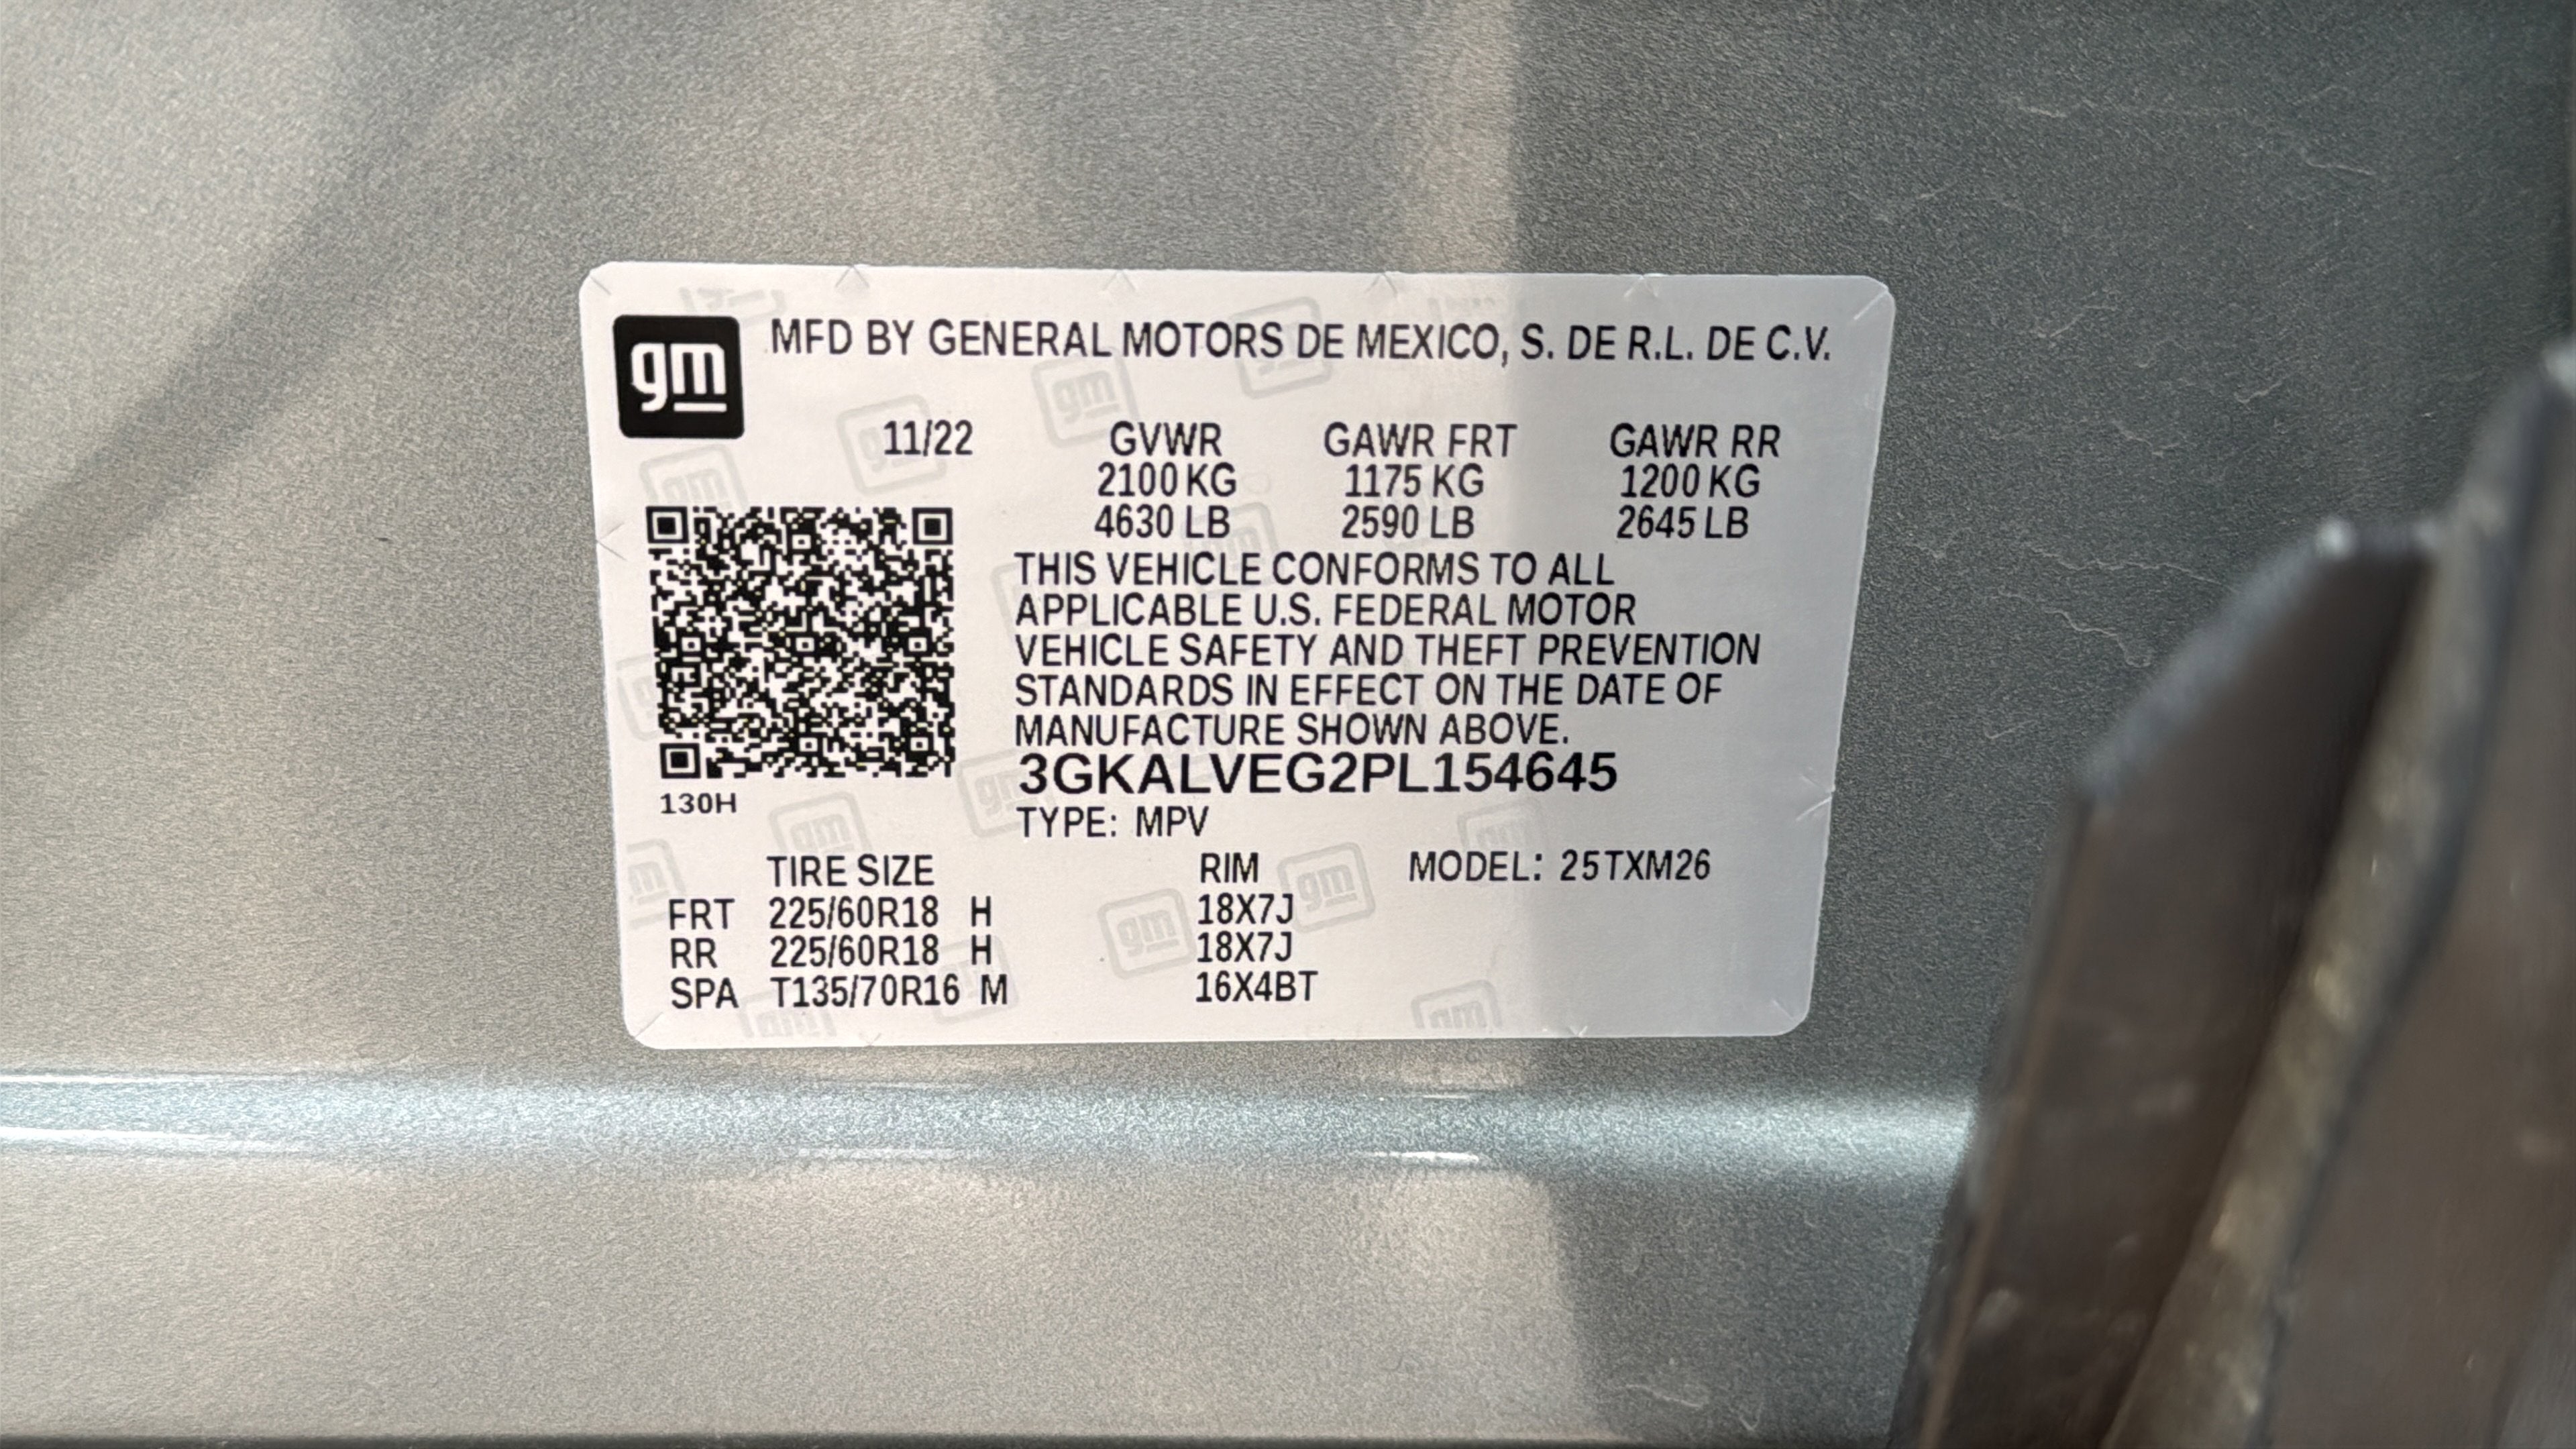 gm MFD BY GENERAL MOTORS DE MEXICO, S. DE R.L. DE C.V.
11/22 GVWR GAWR FRT GAWR RR
2100 KG 1175 KG 1200 KG
4630 LB 2590 LB 2645 LB
THIS VEHICLE CONFORMS TO ALL
APPLICABLE U.S. FEDERAL MOTOR
VEHICLE SAFETY AND THEFT PREVENTION
STANDARDS IN EFFECT ON THE DATE OF
MANUFACTURE SHOWN ABOVE.
3GKALVEG2PL154645
130H
TYPE: MPV
TIRE SIZE RIM MODEL: 25TXM26
FRT 225/60R18 H 18X7J
RR 225/60R18 H 18X7J
SPA T135/70R16 M 16X4BT